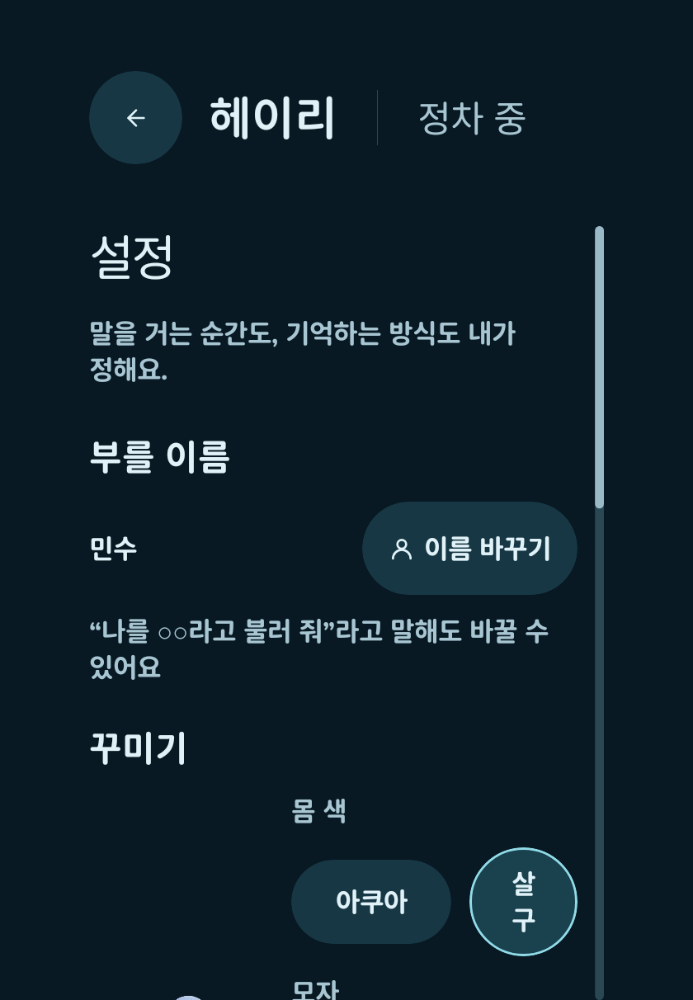 헤이리
정차 중
설정
말을 거는 순간도, 기억하는 방식도 내가
정해요.
부를 이름
민수
이름 바꾸기
“나를 ○○라고 불러 줘”라고 말해도 바꿀 수
있어요
꾸미기
몸 색
아쿠아
살
구
모자